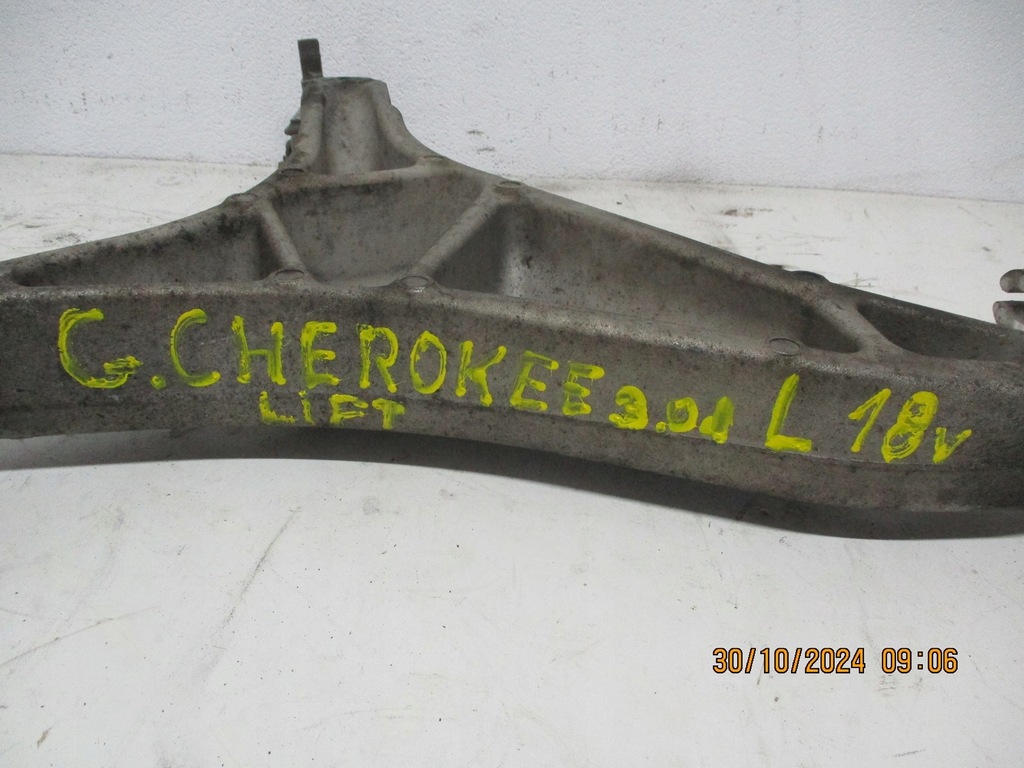 G.CHEROKEE 3.0d L 18v
LIFT
30/10/2024 09:06